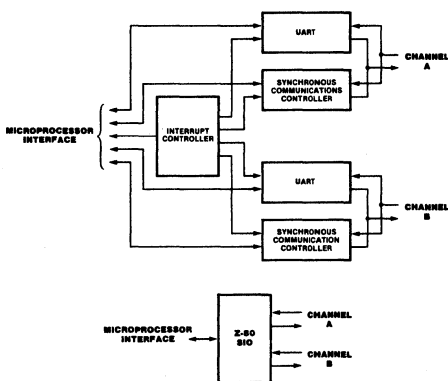 UART
CHANNEL
A
SYNCHRONOUS
COMMUNICATIONS
CONTROLLER
MICROPROCESSOR
INTERFACE
INTERRUPT
CONTROLLER
UART
CHANNEL
B
SYNCHRONOUS
COMMUNICATION
CONTROLLER
MICROPROCESSOR
INTERFACE
Z-80
SIO
CHANNEL
A
CHANNEL
B